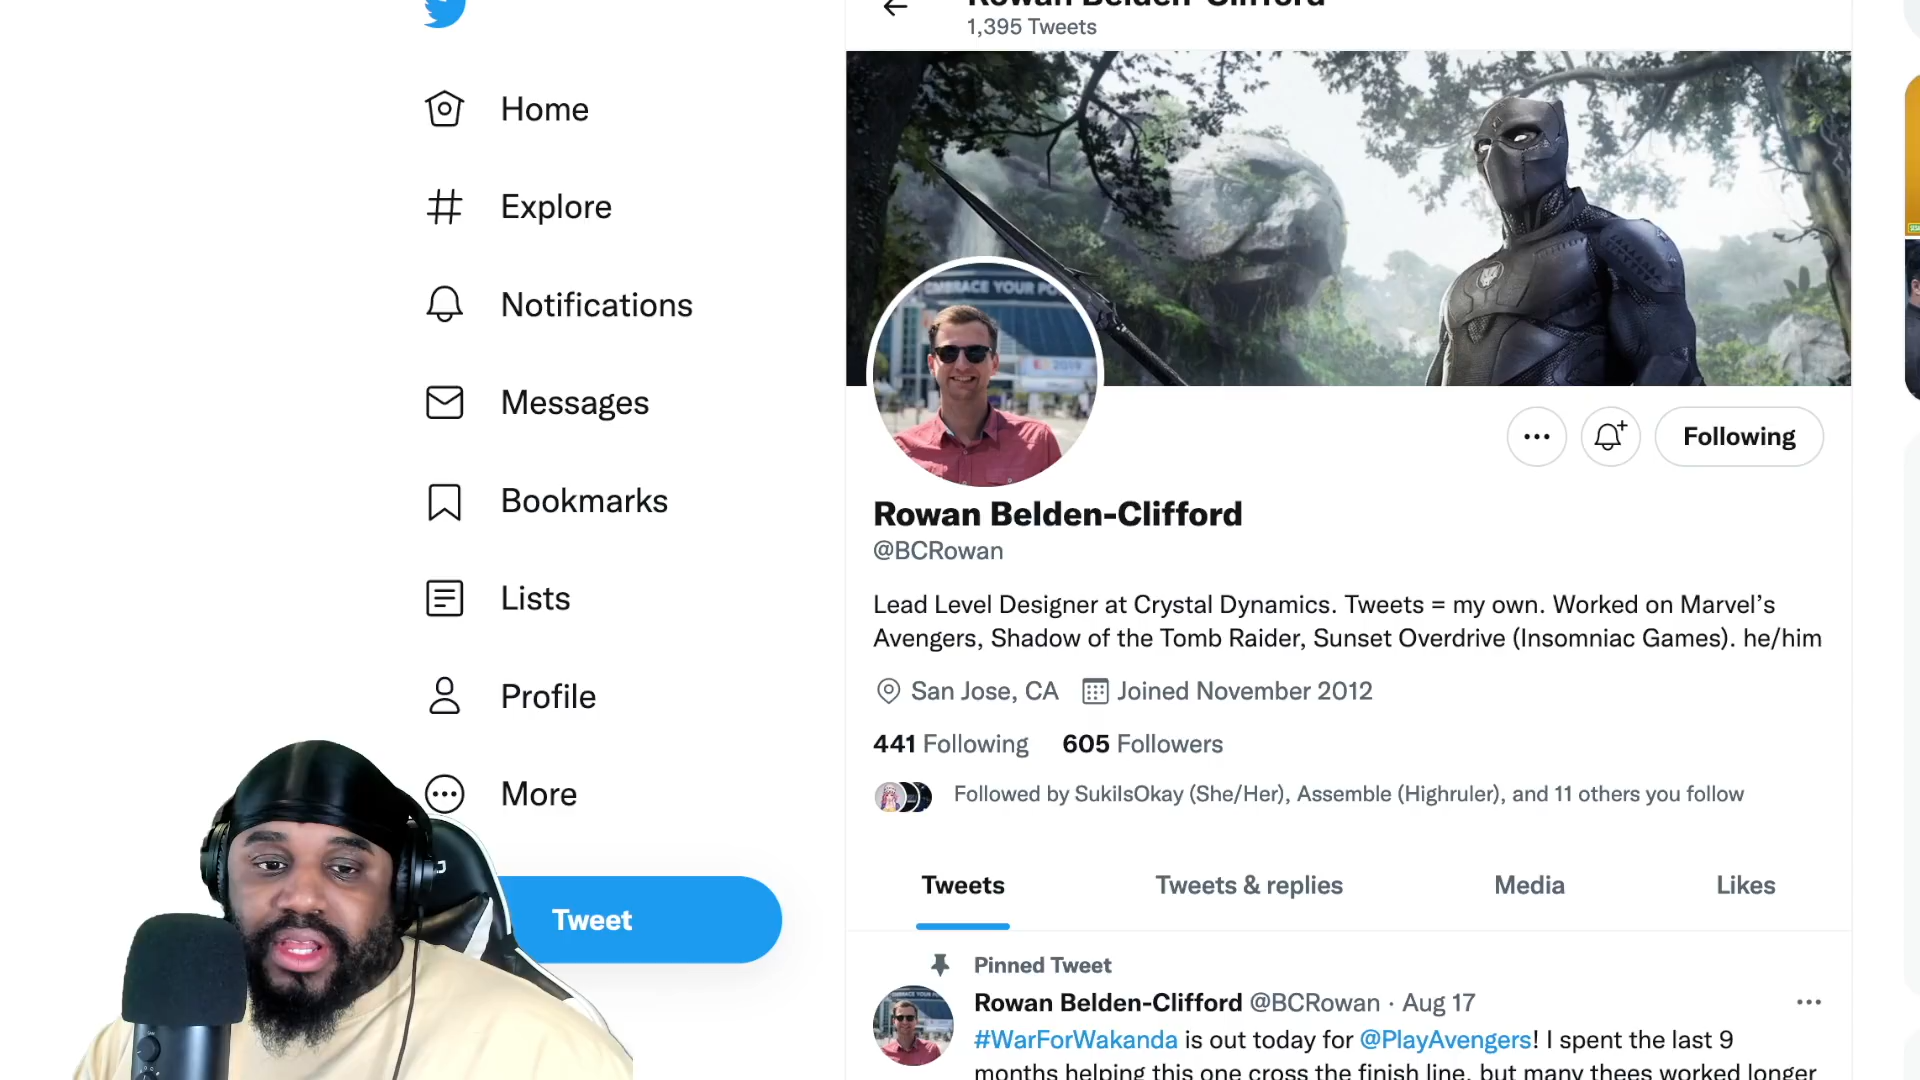 Rowan Belden-Clifford
1,395 Tweets
Home
Explore
Notifications
Messages
Bookmarks
Lists
Profile
More
Tweet
EMBRACE YOUR
Following
Rowan Belden-Clifford
@BCRowan
Lead Level Designer at Crystal Dynamics. Tweets = my own. Worked on Marvel's
Avengers, Shadow of the Tomb Raider, Sunset Overdrive (Insomniac Games). he/him
San Jose, CA Joined November 2012
441 Following 605 Followers
Followed by SukiIsOkay (She/Her), Assemble (Highruler), and 11 others you follow
Tweets Tweets & replies Media Likes
Pinned Tweet
Rowan Belden-Clifford @BCRowan · Aug 17
#WarForWakanda is out today for @PlayAvengers! I spent the last 9
months helping this one cross the finish line, but many thees worked longer